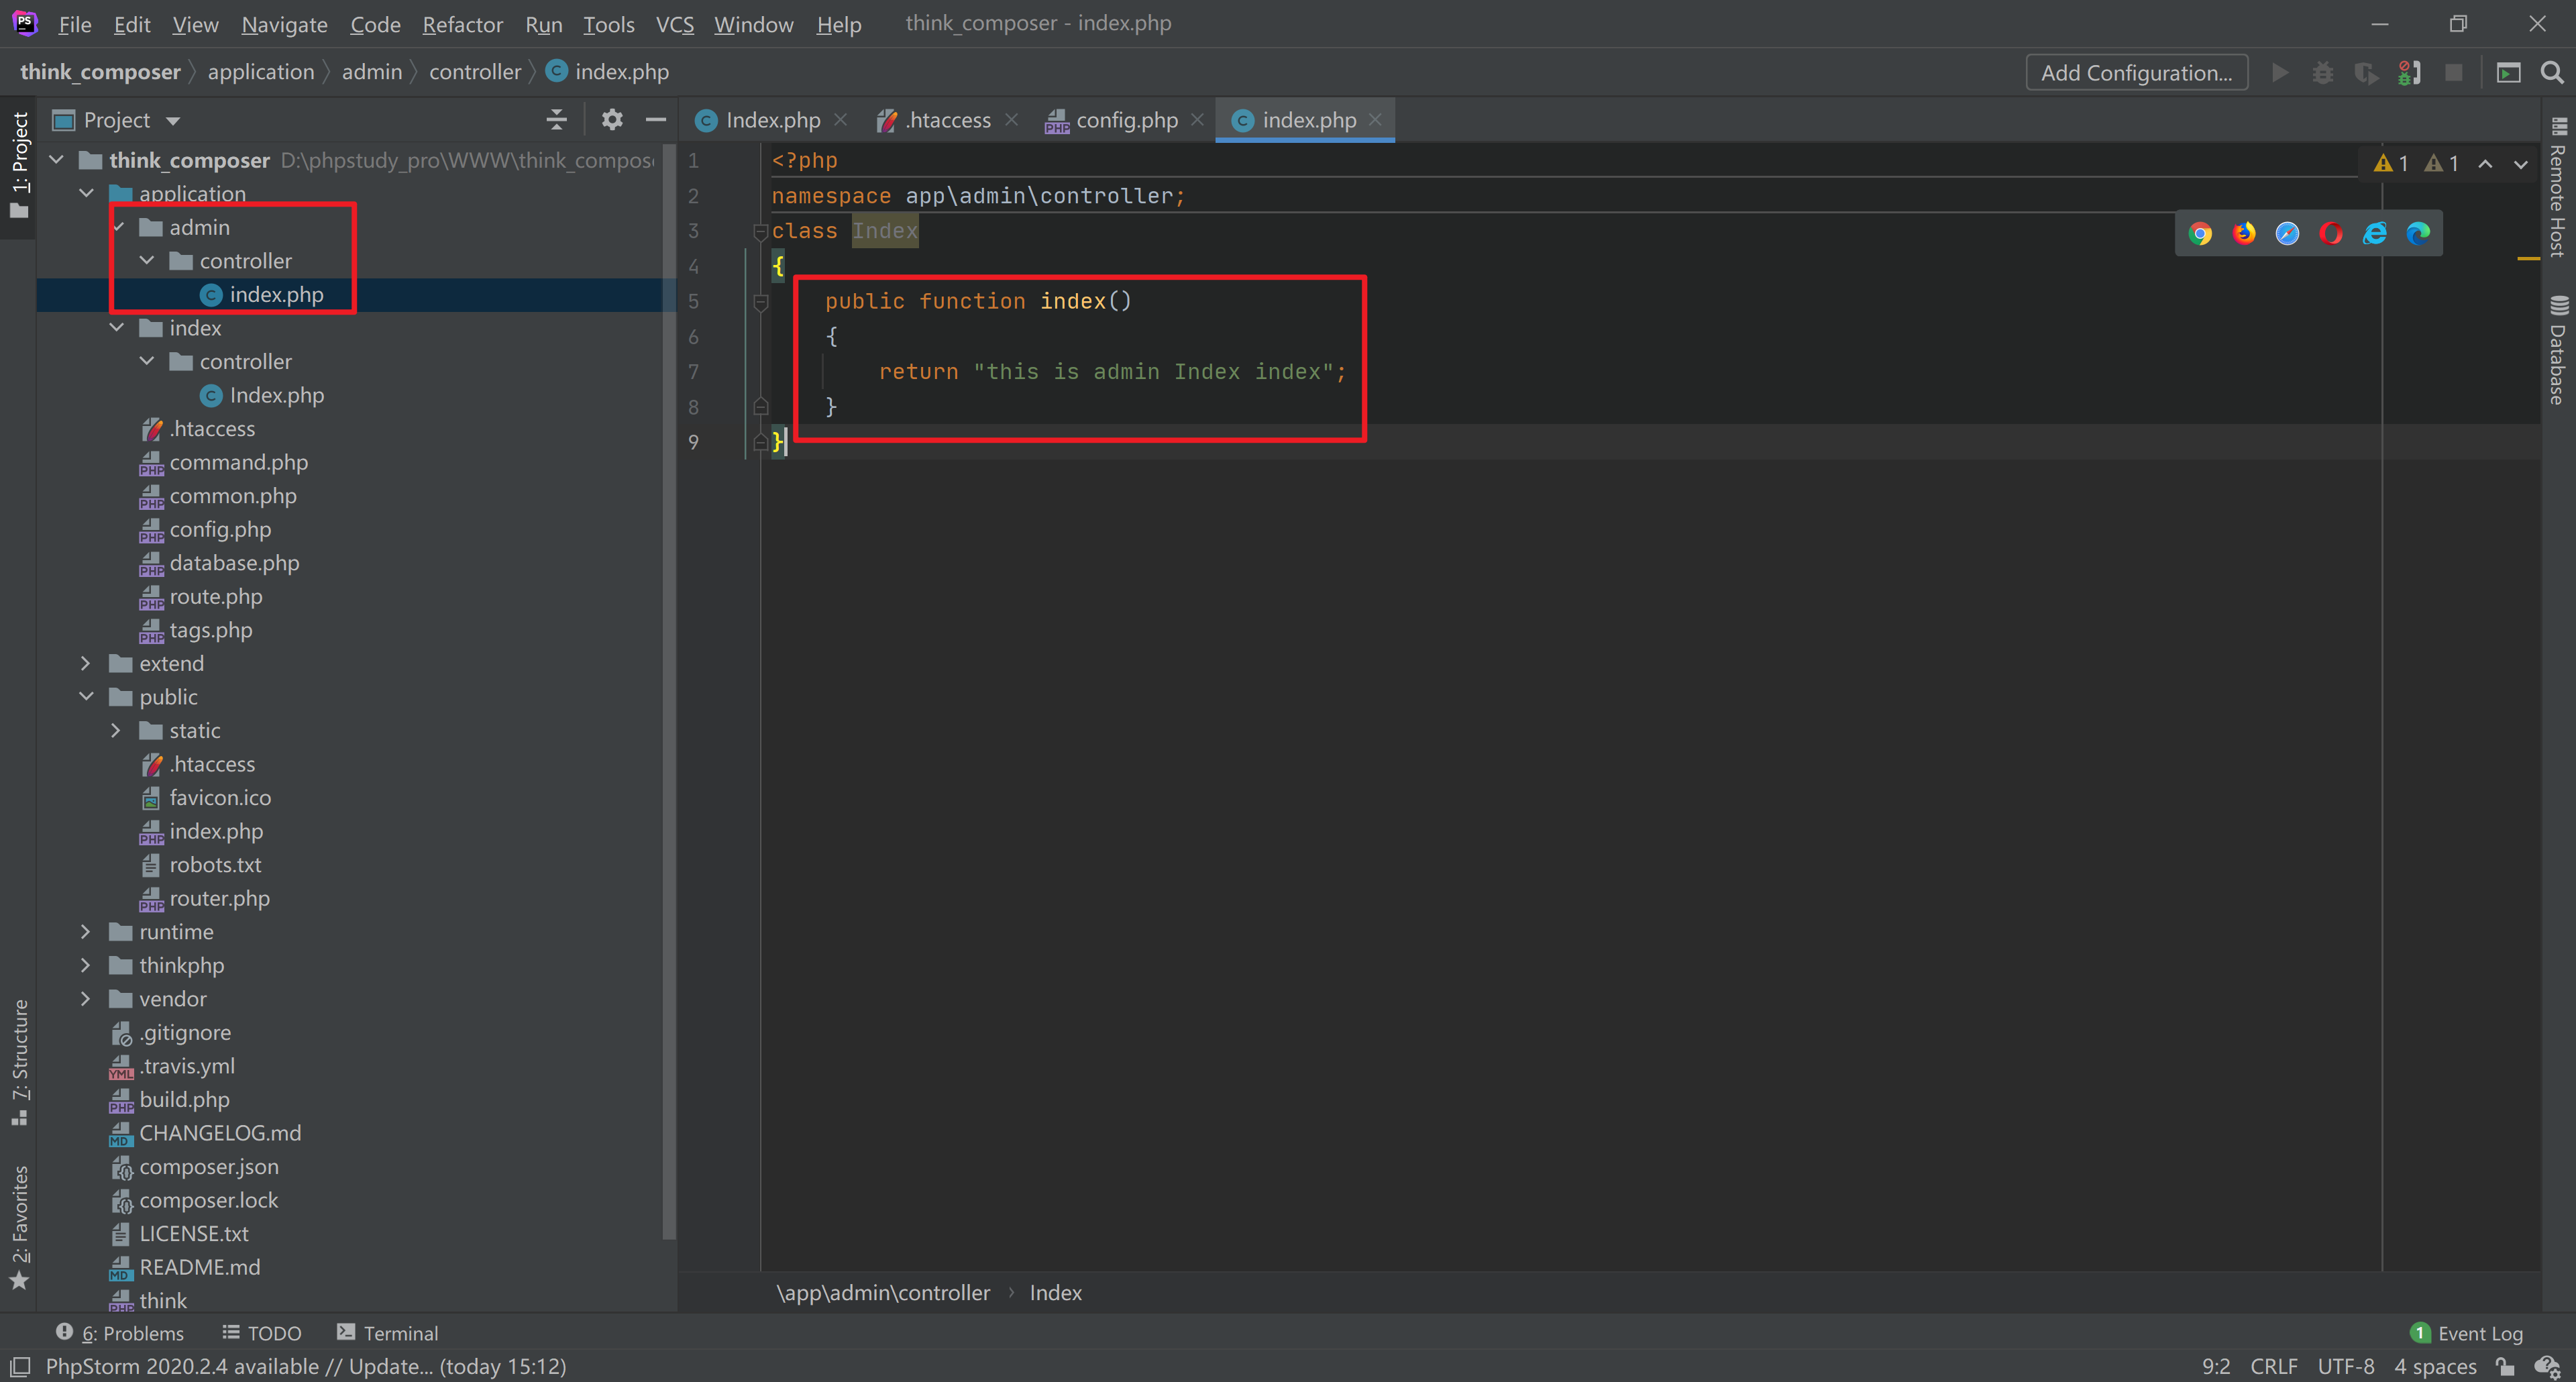 PS File Edit View Navigate Code Refactor Run Tools VCS Window Help think_composer - index.php
think_composer application admin controller index.php Add Configuration...
1: Project
Project
Index.php .htaccess config.php index.php
think_composer D:\phpstudy_pro\WWW\think_compos
application
admin
controller
index.php
index
controller
Index.php
.htaccess
command.php
common.php
config.php
database.php
route.php
tags.php
extend
public
static
.htaccess
favicon.ico
index.php
robots.txt
router.php
runtime
thinkphp
vendor
.gitignore
.travis.yml
build.php
CHANGELOG.md
composer.json
composer.lock
LICENSE.txt
README.md
think
7: Structure
2: Favorites
1 <?php
2 namespace app\admin\controller;
3 class Index
4 {
5 public function index()
6 {
7 return "this is admin Index index";
8 }
9 }
1 1
Remote Host
Database
\app\admin\controller › Index
6: Problems TODO Terminal 1 Event Log
PhpStorm 2020.2.4 available // Update... (today 15:12) 9:2 CRLF UTF-8 4 spaces